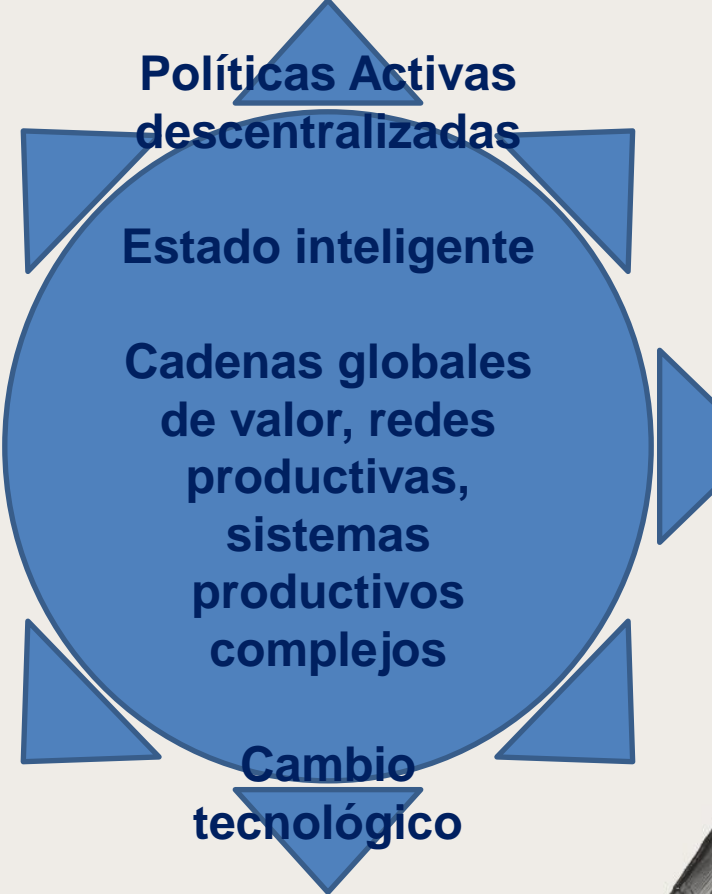 Políticas Activas
descentralizadas
Estado inteligente
Cadenas globales
de valor, redes
productivas,
sistemas
productivos
complejos
Cambio
tecnológico